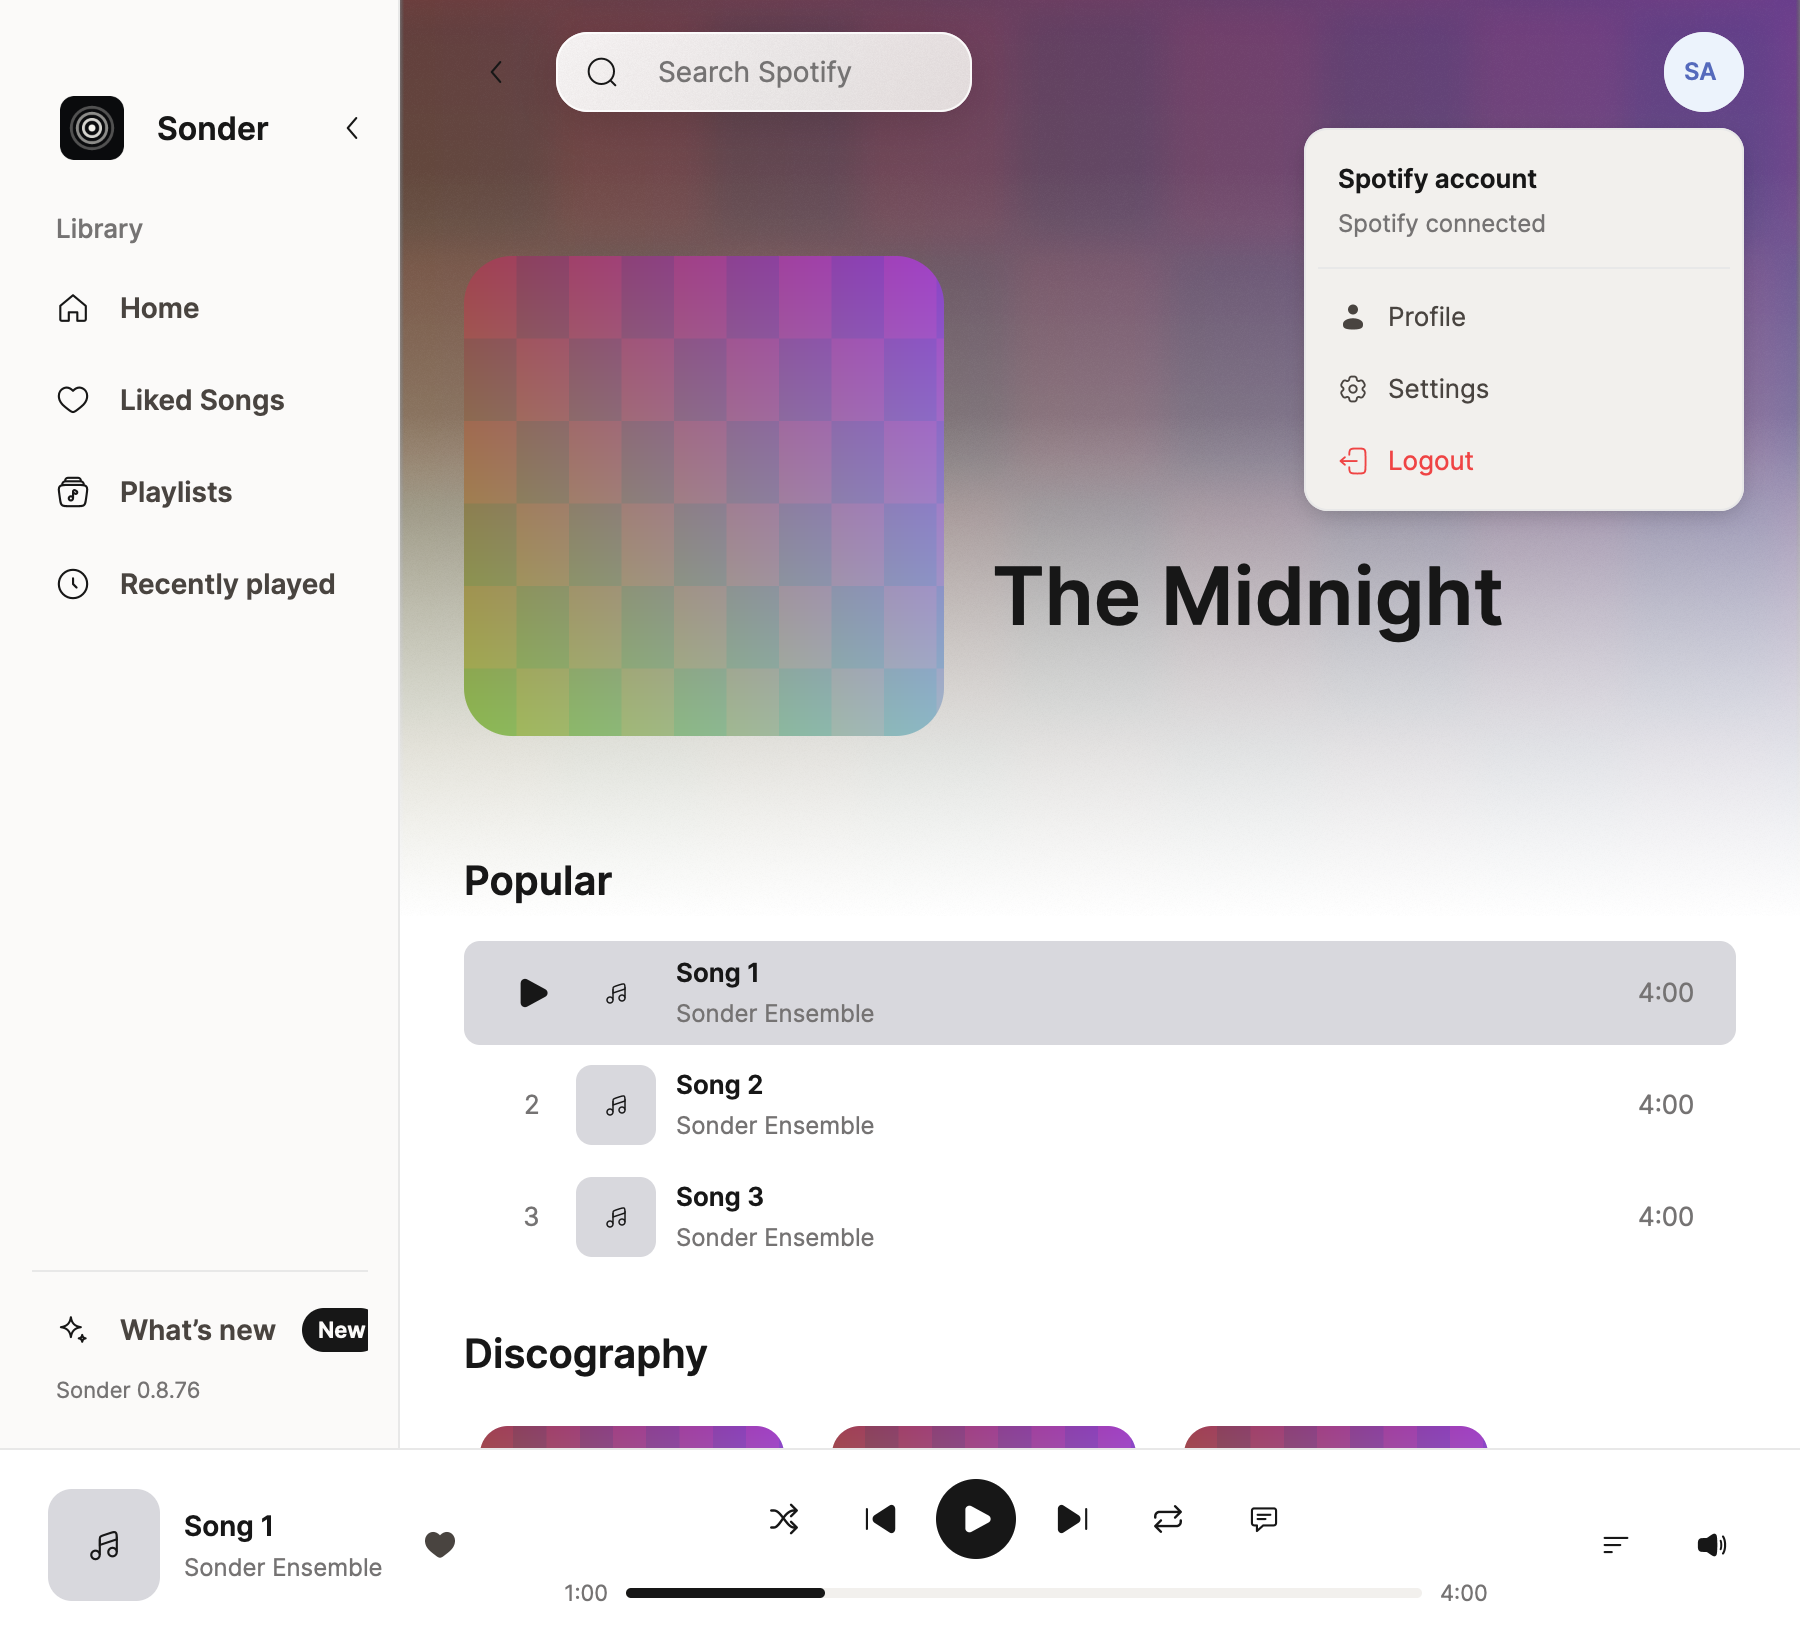 Sonder
Library
Home
Liked Songs
Playlists
Recently played
What’s new
New
Sonder 0.8.76
Search Spotify
SA
Spotify account
Spotify connected
Profile
Settings
Logout
The Midnight
Popular
Song 1
Sonder Ensemble
4:00
2
Song 2
Sonder Ensemble
4:00
3
Song 3
Sonder Ensemble
4:00
Discography
Song 1
Sonder Ensemble
1:00
4:00